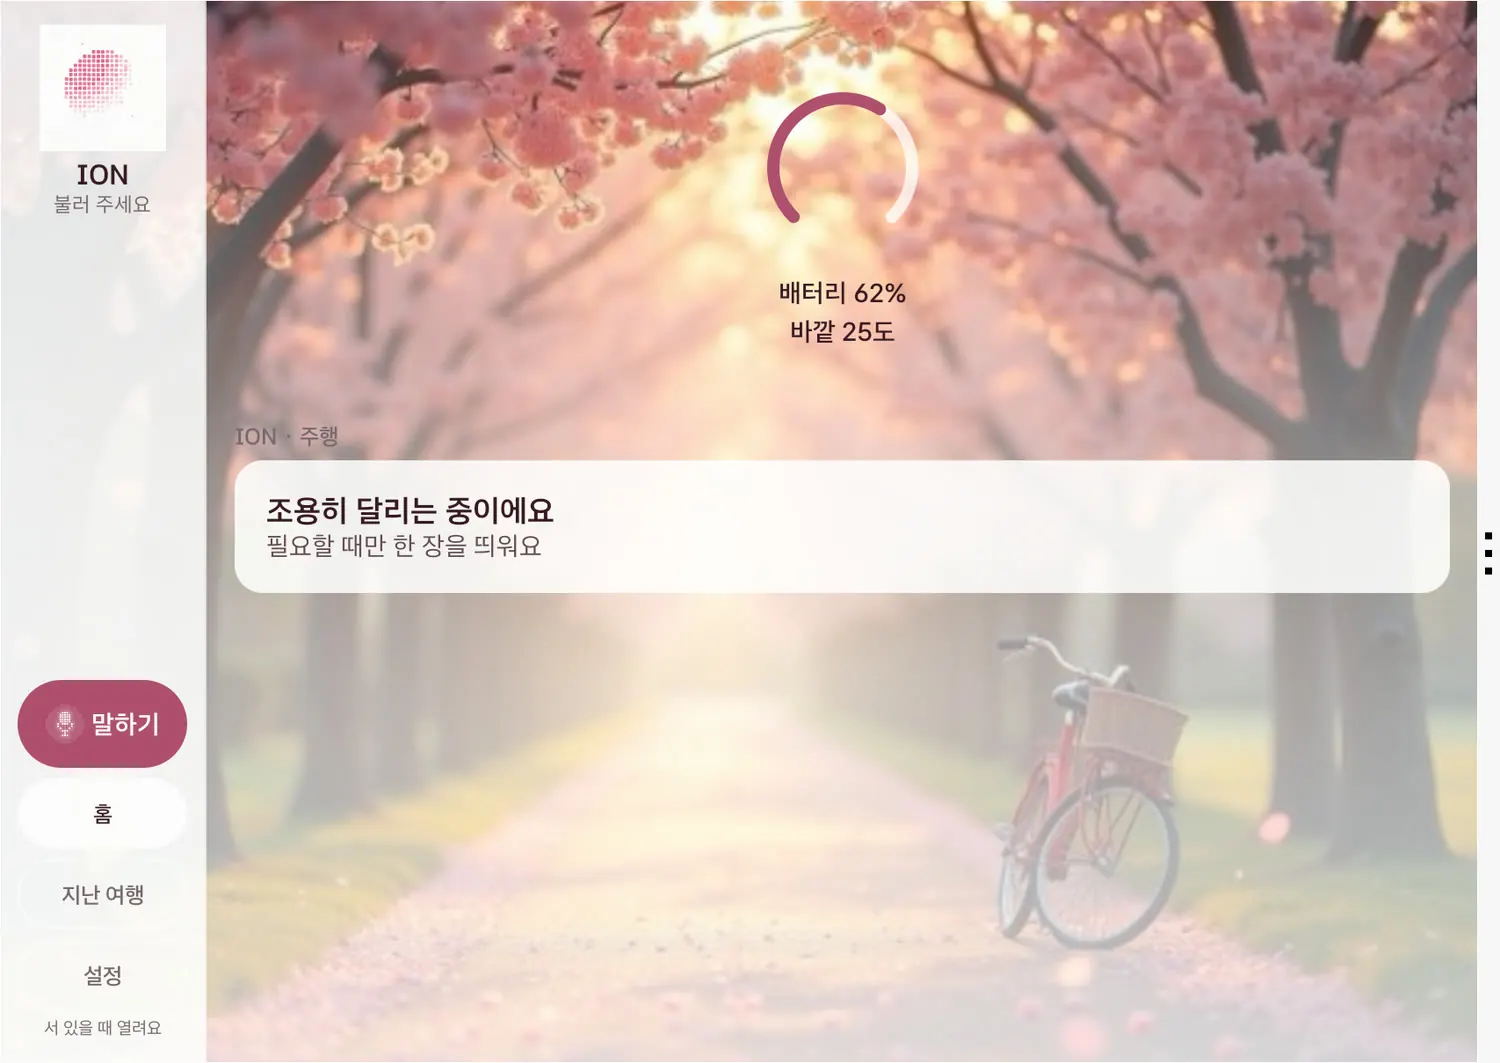 ION
불러 주세요
배터리 62%
바깥 25도
ION · 주행
조용히 달리는 중이에요
필요할 때만 한 장을 띄워요
말하기
홈
지난 여행
설정
서 있을 때 열려요